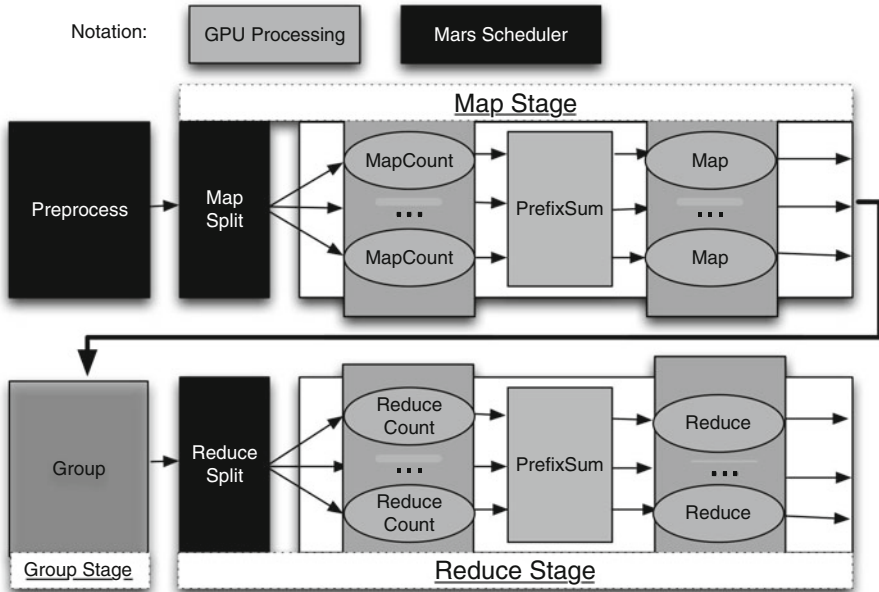 Notation:
GPU Processing
Mars Scheduler
Map Stage
Preprocess
Map
Split
MapCount
...
MapCount
PrefixSum
Map
...
Map
Group
Reduce
Split
Reduce
Count
...
Reduce
Count
PrefixSum
Reduce
...
Reduce
Group Stage
Reduce Stage